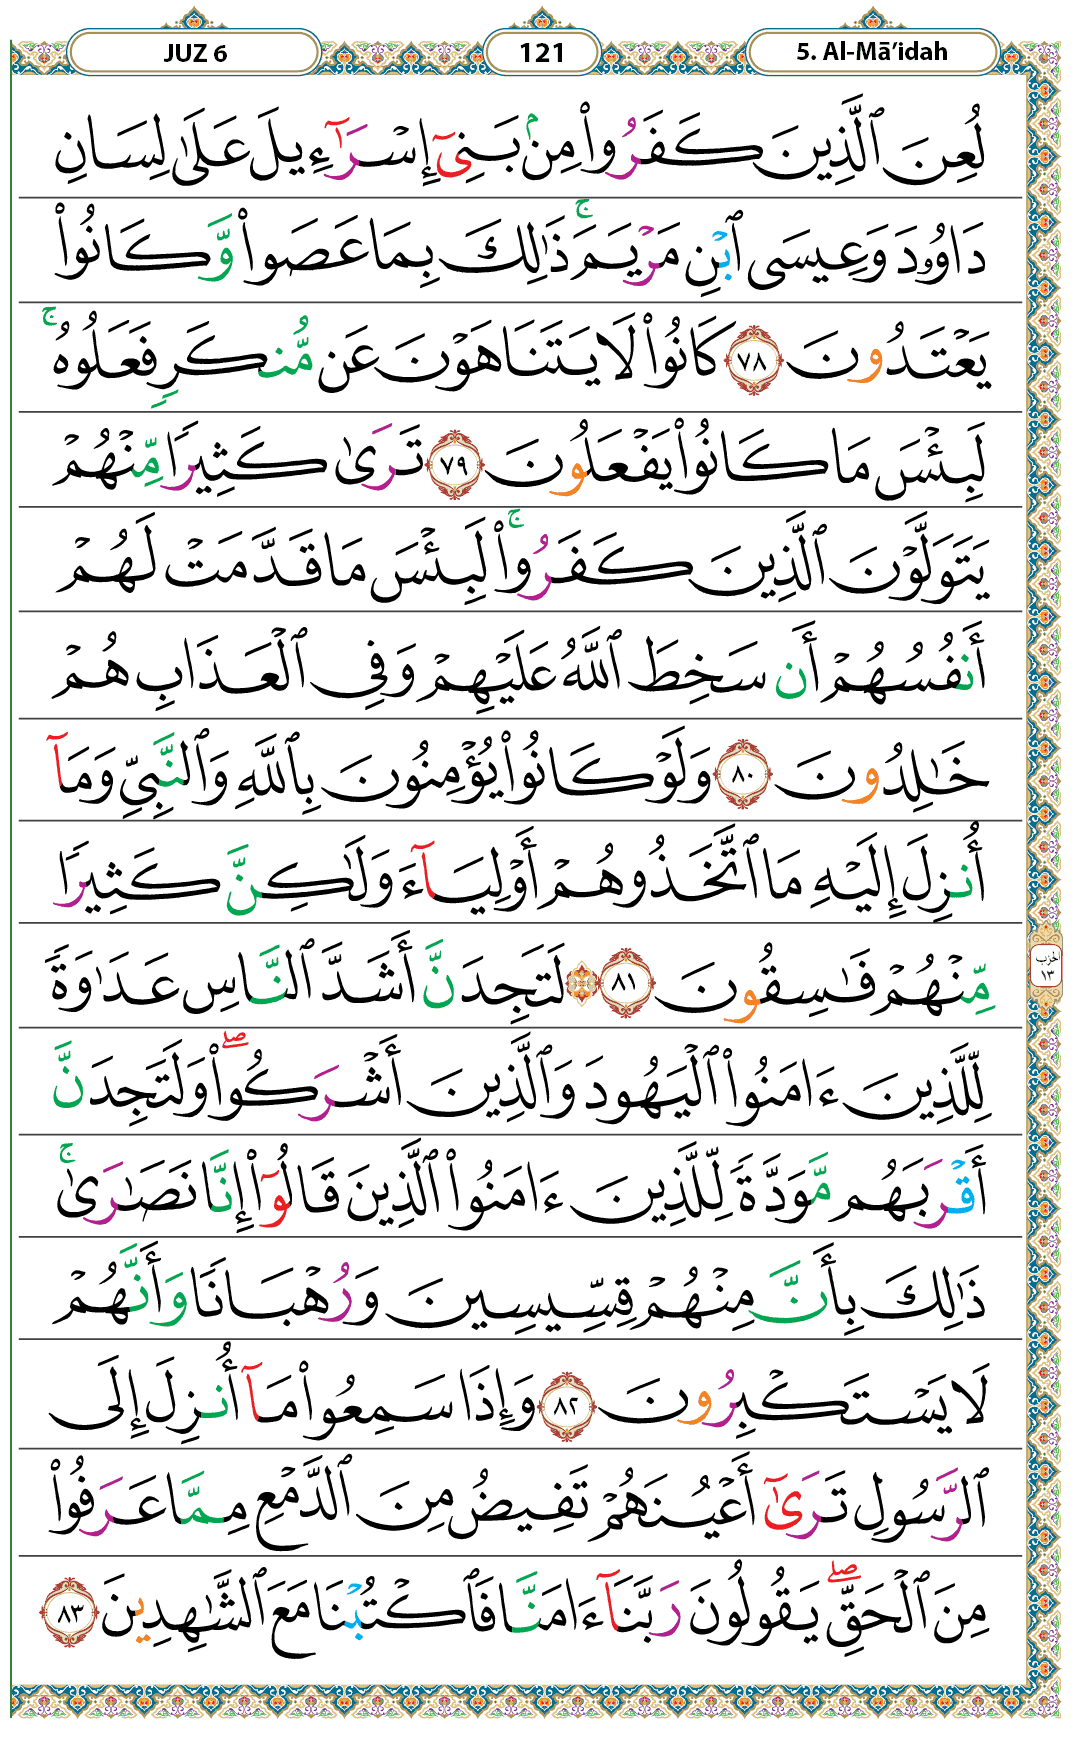 JUZ 6 121 5. Al-Mā’idah
لُعِنَ ٱلَّذِينَ كَفَرُوا۟ مِنۢ بَنِىٓ إِسْرَٰٓءِيلَ عَلَىٰ لِسَانِ
دَاوُۥدَ وَعِيسَى ٱبْنِ مَرْيَمَ ۚ ذَٰلِكَ بِمَا عَصَوا۟ وَّكَانُوا۟
يَعْتَدُونَ ٧٨ كَانُوا۟ لَا يَتَنَاهَوْنَ عَن مُّنكَرٍ فَعَلُوهُ ۚ
لَبِئْسَ مَا كَانُوا۟ يَفْعَلُونَ ٧٩ تَرَىٰ كَثِيرًا مِّنْهُمْ
يَتَوَلَّوْنَ ٱلَّذِينَ كَفَرُوا۟ ۚ لَبِئْسَ مَا قَدَّمَتْ لَهُمْ
أَنفُسُهُمْ أَن سَخِطَ ٱللَّهُ عَلَيْهِمْ وَفِى ٱلْعَذَابِ هُمْ
خَٰلِدُونَ ٨٠ وَلَوْ كَانُوا۟ يُؤْمِنُونَ بِٱللَّهِ وَٱلنَّبِىِّ وَمَآ
أُنزِلَ إِلَيْهِ مَا ٱتَّخَذُوهُمْ أَوْلِيَآءَ وَلَٰكِنَّ كَثِيرًا
مِّنْهُمْ فَٰسِقُونَ ٨١ ۞ لَتَجِدَنَّ أَشَدَّ ٱلنَّاسِ عَدَٰوَةً
الحزب
١٣
لِّلَّذِينَ ءَامَنُوا۟ ٱلْيَهُودَ وَٱلَّذِينَ أَشْرَكُوا۟ ۖ وَلَتَجِدَنَّ
أَقْرَبَهُم مَّوَدَّةً لِّلَّذِينَ ءَامَنُوا۟ ٱلَّذِينَ قَالُوٓا۟ إِنَّا نَصَٰرَىٰ ۚ
ذَٰلِكَ بِأَنَّ مِنْهُمْ قِسِّيسِينَ وَرُهْبَانًا وَأَنَّهُمْ
لَا يَسْتَكْبِرُونَ ٨٢ وَإِذَا سَمِعُوا۟ مَآ أُنزِلَ إِلَى
ٱلرَّسُولِ تَرَىٰٓ أَعْيُنَهُمْ تَفِيضُ مِنَ ٱلدَّمْعِ مِمَّا عَرَفُوا۟
مِنَ ٱلْحَقِّ ۖ يَقُولُونَ رَبَّنَآ ءَامَنَّا فَٱكْتُبْنَا مَعَ ٱلشَّٰهِدِينَ ٨٣